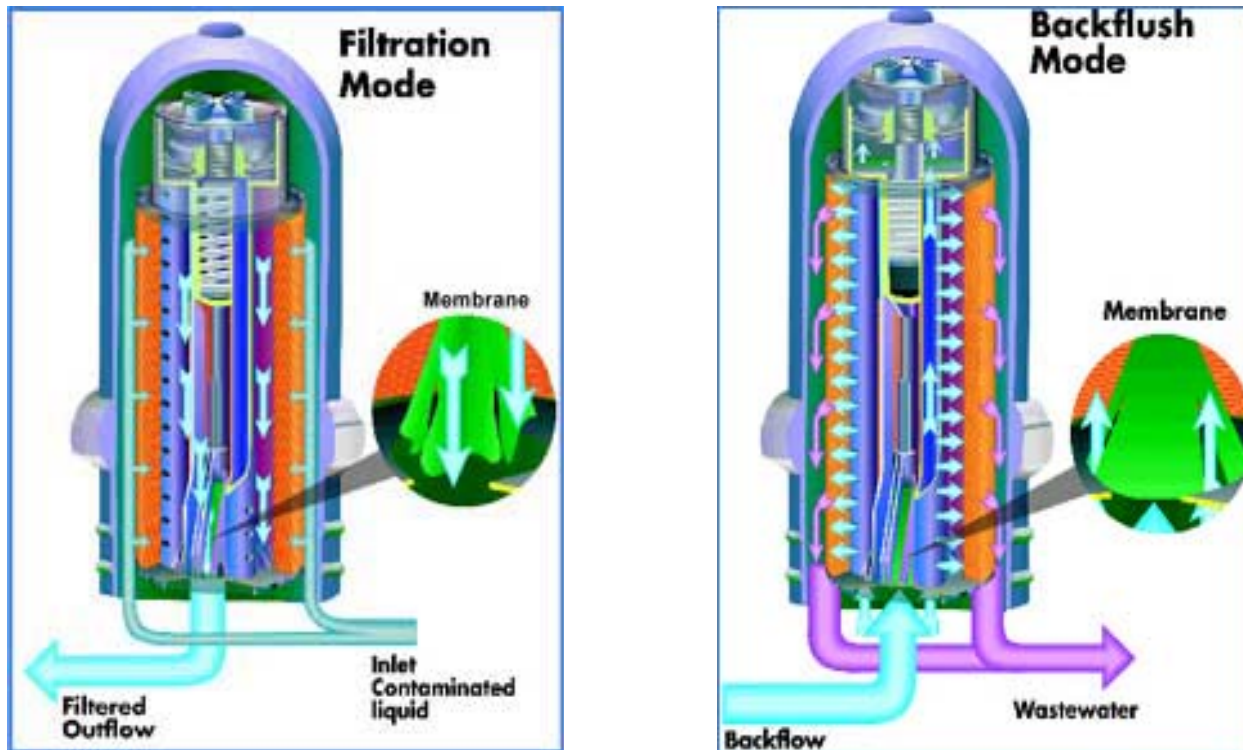 Filtration
Mode
Membrane
Filtered
Outflow
Inlet
Contaminated
liquid
Backflush
Mode
Membrane
Wastewater
Backflow